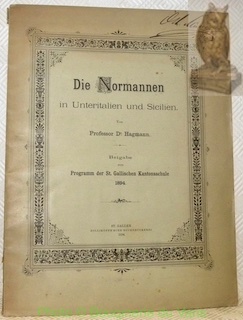 Die Normannen
in Unteritalien und Sicilien.
Von
Professor Dr Hagmann.
Beigabe
zum
Programm der St. Gallischen Kantonsschule
1894.
ST. GALLEN